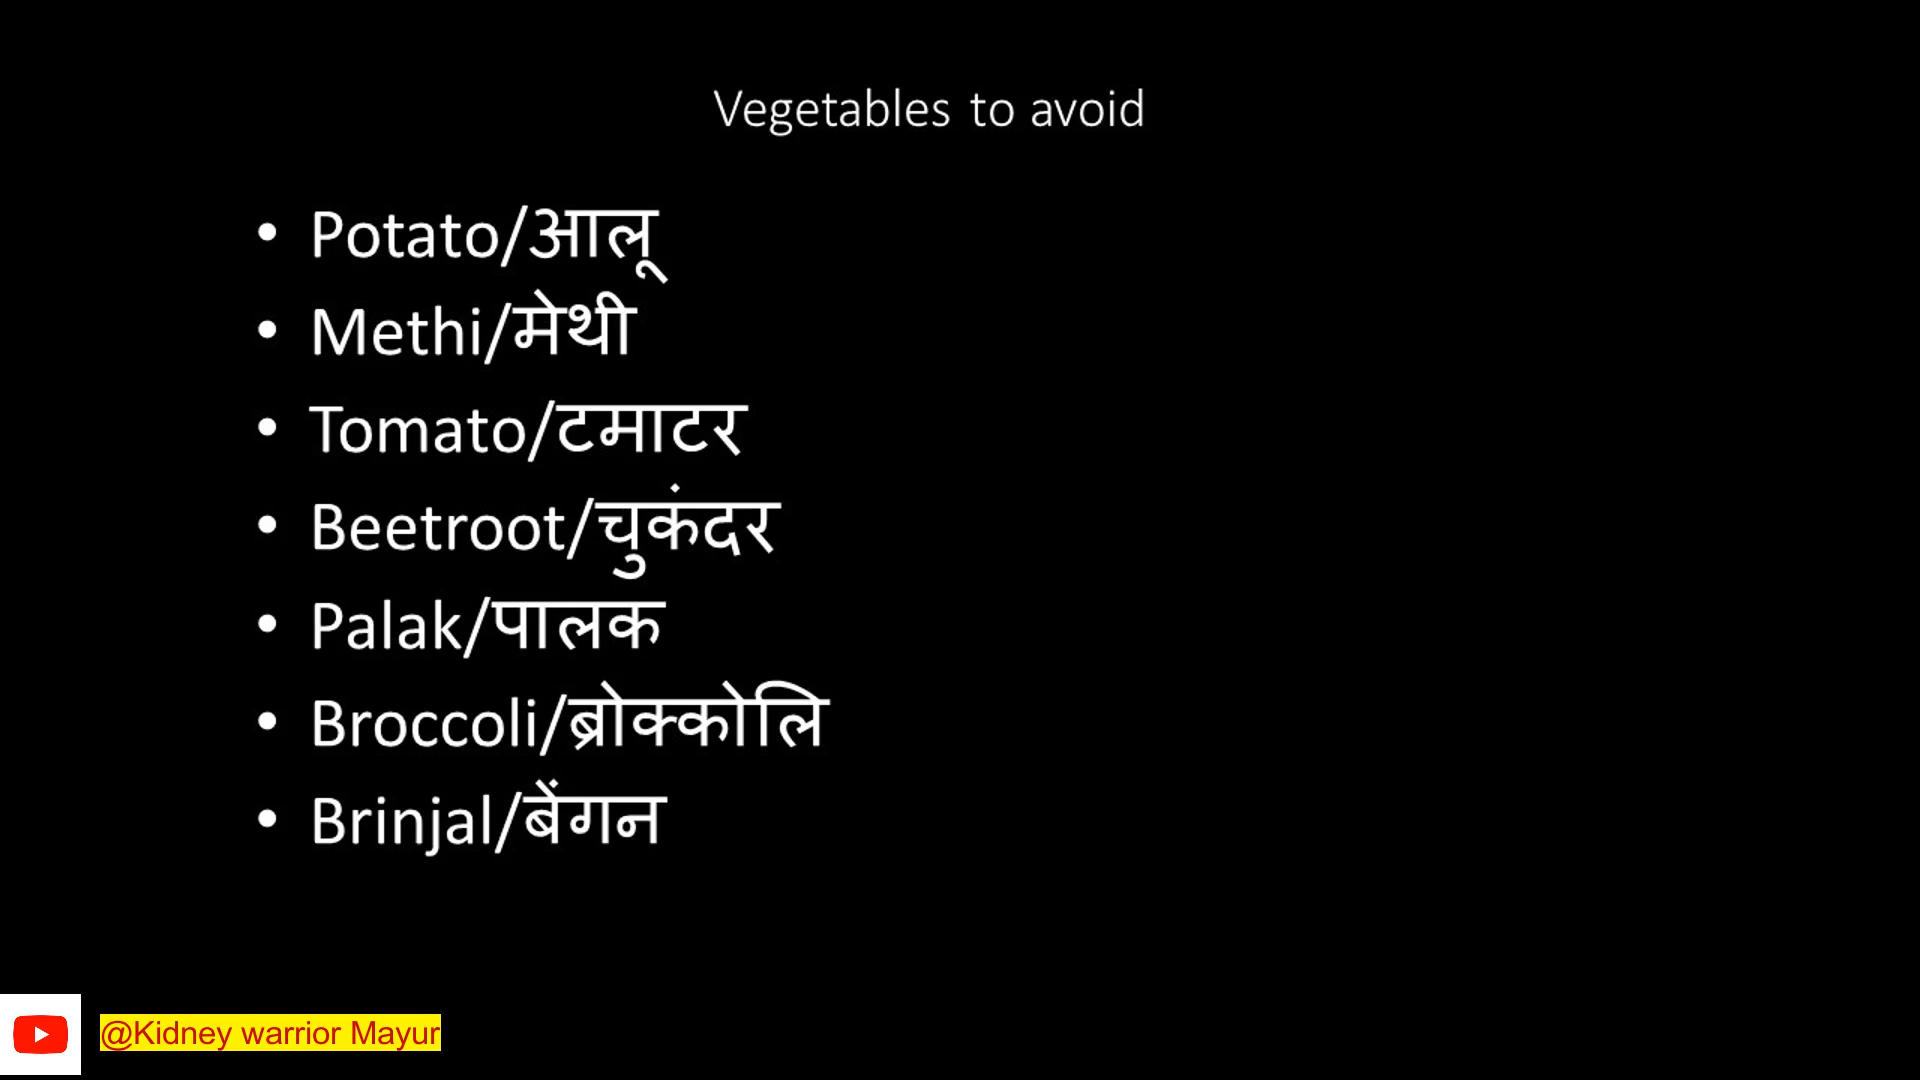 Vegetables to avoid
• Potato/आलू
• Methi/मेथी
• Tomato/टमाटर
• Beetroot/चुकंदर
• Palak/पालक
• Broccoli/ब्रोक्कोलि
• Brinjal/बेंगन
@Kidney warrior Mayur